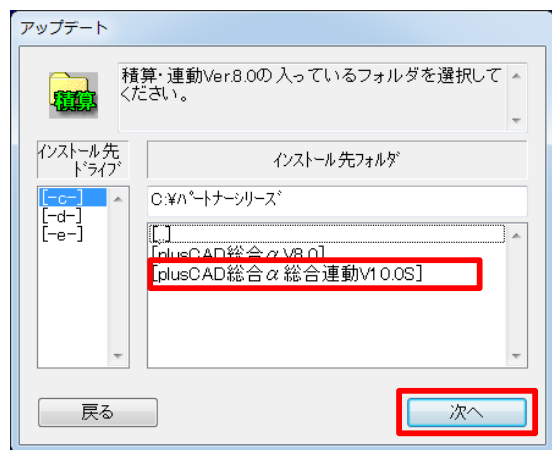 アップデート
積算・連動Ver.8.0の入っているフォルダを選択して
ください。
積算
インストール先
ドライブ
インストール先フォルダ
[-c-]
[-d-]
[-e-]
C:¥パートナーシリーズ
[..]
[plusCAD総合α V8.0]
[plusCAD総合α総合連動V10.0S]
戻る
次へ